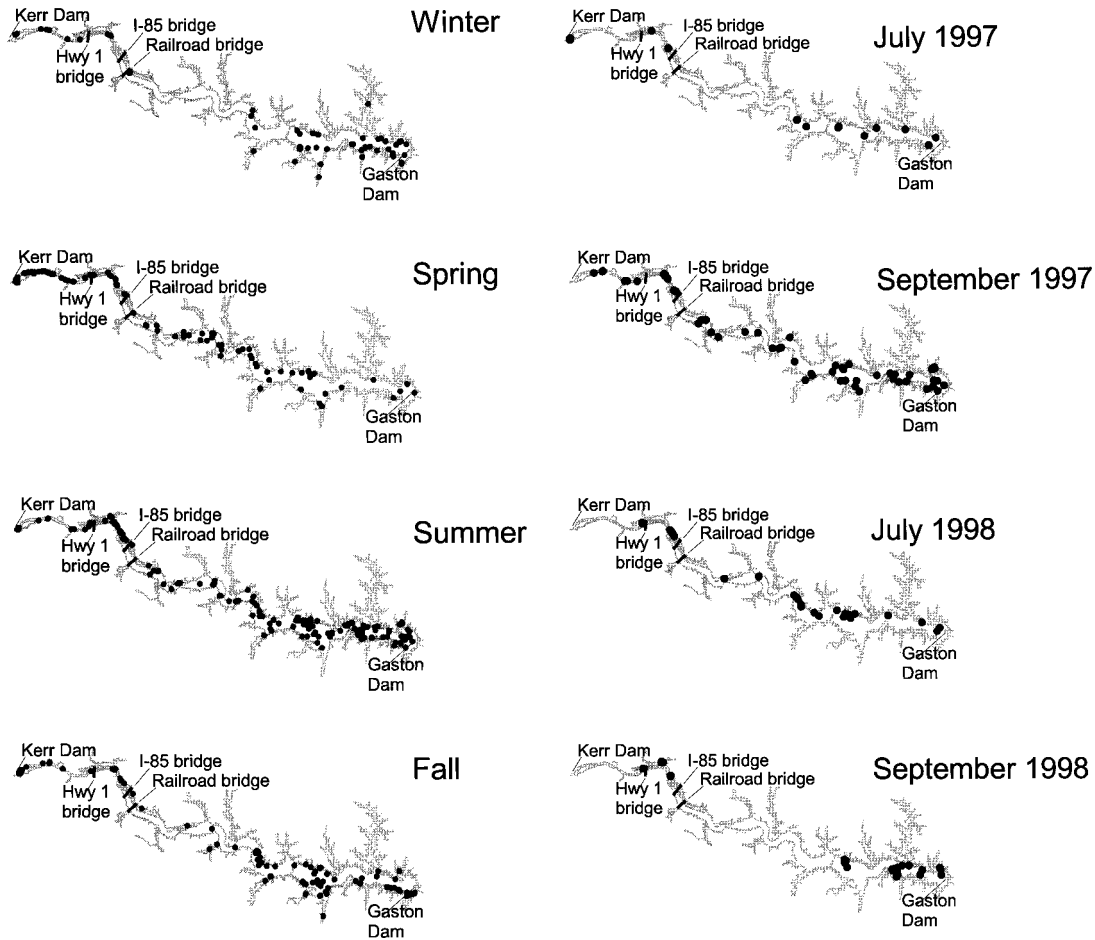 Kerr Dam
I-85 bridge
Railroad bridge
Hwy 1
bridge
Gaston
Dam
Winter
Kerr Dam
I-85 bridge
Railroad bridge
Hwy 1
bridge
Gaston
Dam
July 1997
Kerr Dam
I-85 bridge
Railroad bridge
Hwy 1
bridge
Gaston
Dam
Spring
Kerr Dam
I-85 bridge
Railroad bridge
Hwy 1
bridge
Gaston
Dam
September 1997
Kerr Dam
I-85 bridge
Railroad bridge
Hwy 1
bridge
Gaston
Dam
Summer
Kerr Dam
I-85 bridge
Railroad bridge
Hwy 1
bridge
Gaston
Dam
July 1998
Kerr Dam
I-85 bridge
Railroad bridge
Hwy 1
bridge
Gaston
Dam
Fall
Kerr Dam
I-85 bridge
Railroad bridge
Hwy 1
bridge
Gaston
Dam
September 1998